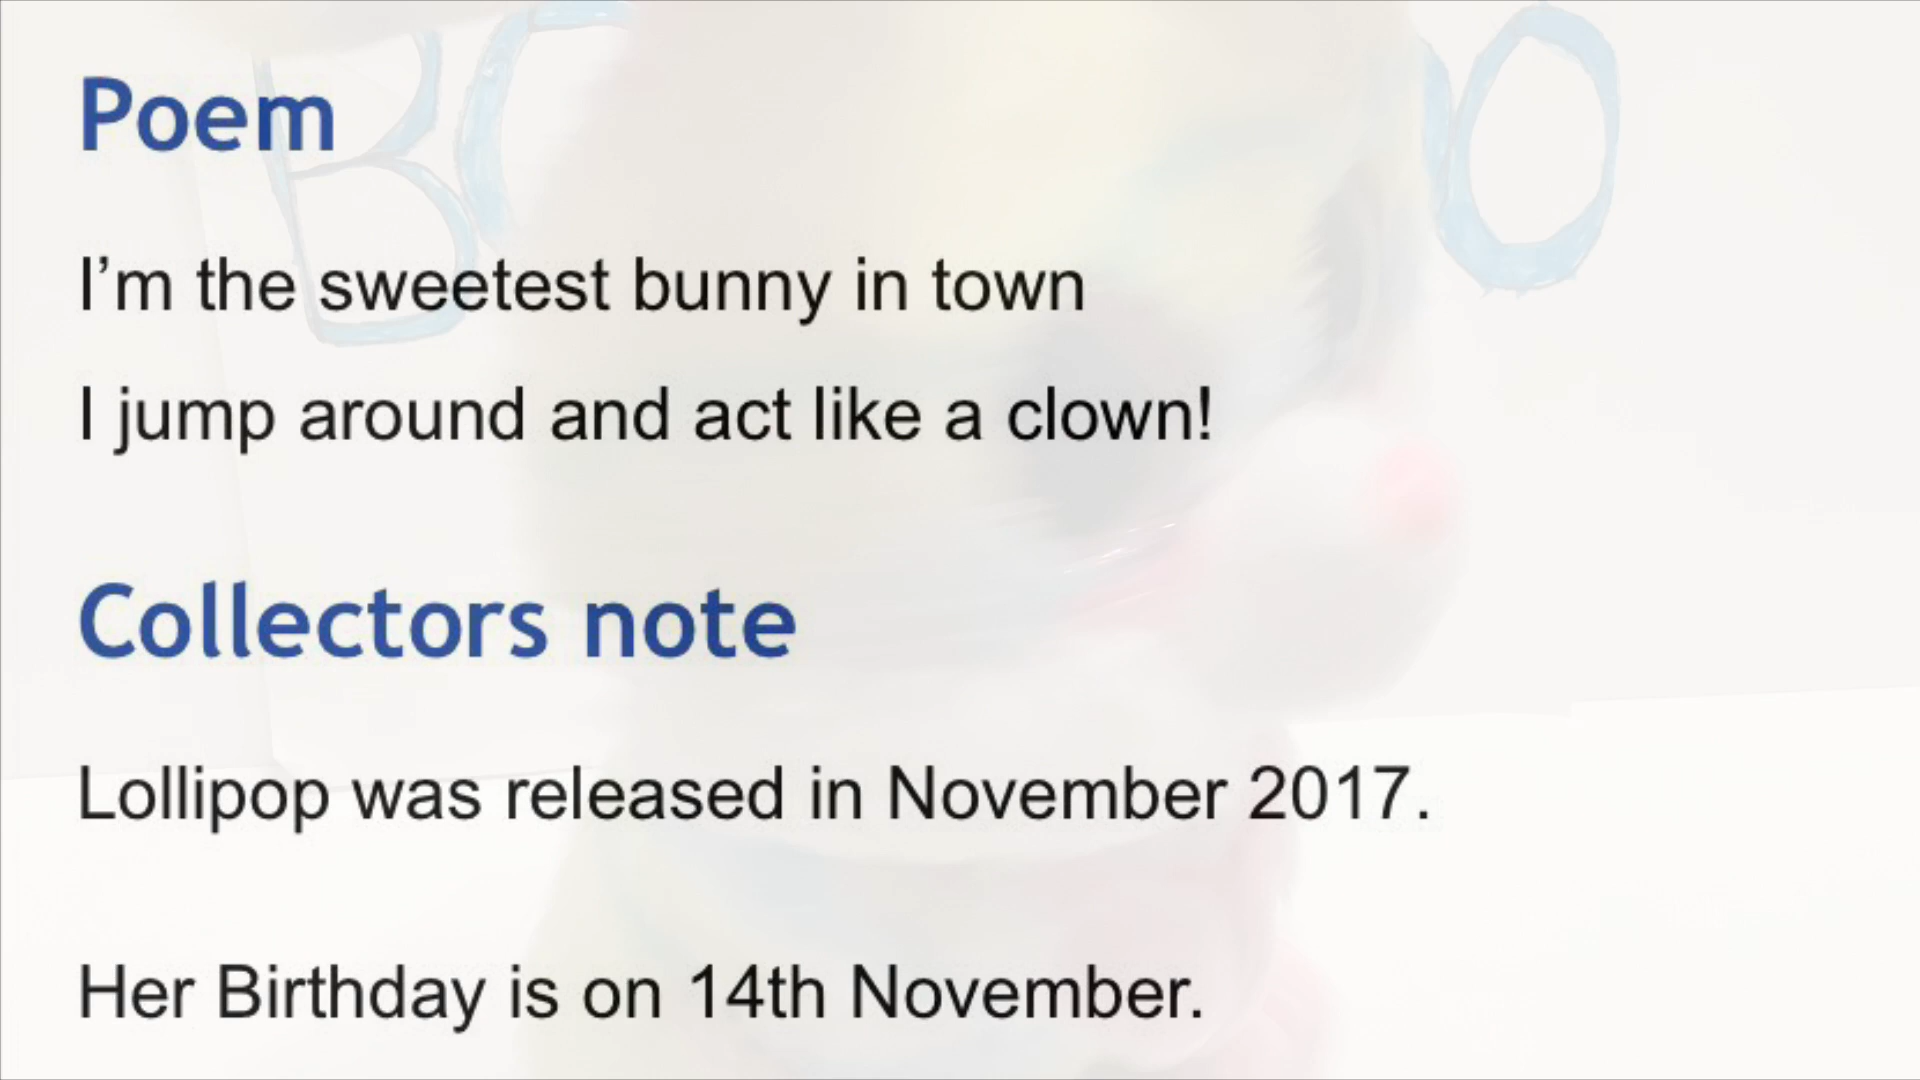 Poem
I’m the sweetest bunny in town
I jump around and act like a clown!
Collectors note
Lollipop was released in November 2017.
Her Birthday is on 14th November.